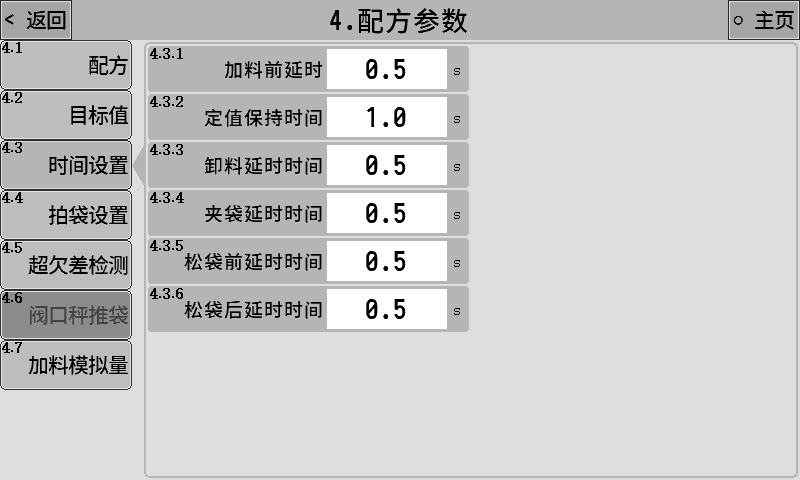 < 返回
4.配方参数
○ 主页
4.1 配方
4.2 目标值
4.3 时间设置
4.4 拍袋设置
4.5 超欠差检测
4.6 阀口秤推袋
4.7 加料模拟量
4.3.1 加料前延时 0.5 s
4.3.2 定值保持时间 1.0 s
4.3.3 卸料延时时间 0.5 s
4.3.4 夹袋延时时间 0.5 s
4.3.5 松袋前延时时间 0.5 s
4.3.6 松袋后延时时间 0.5 s